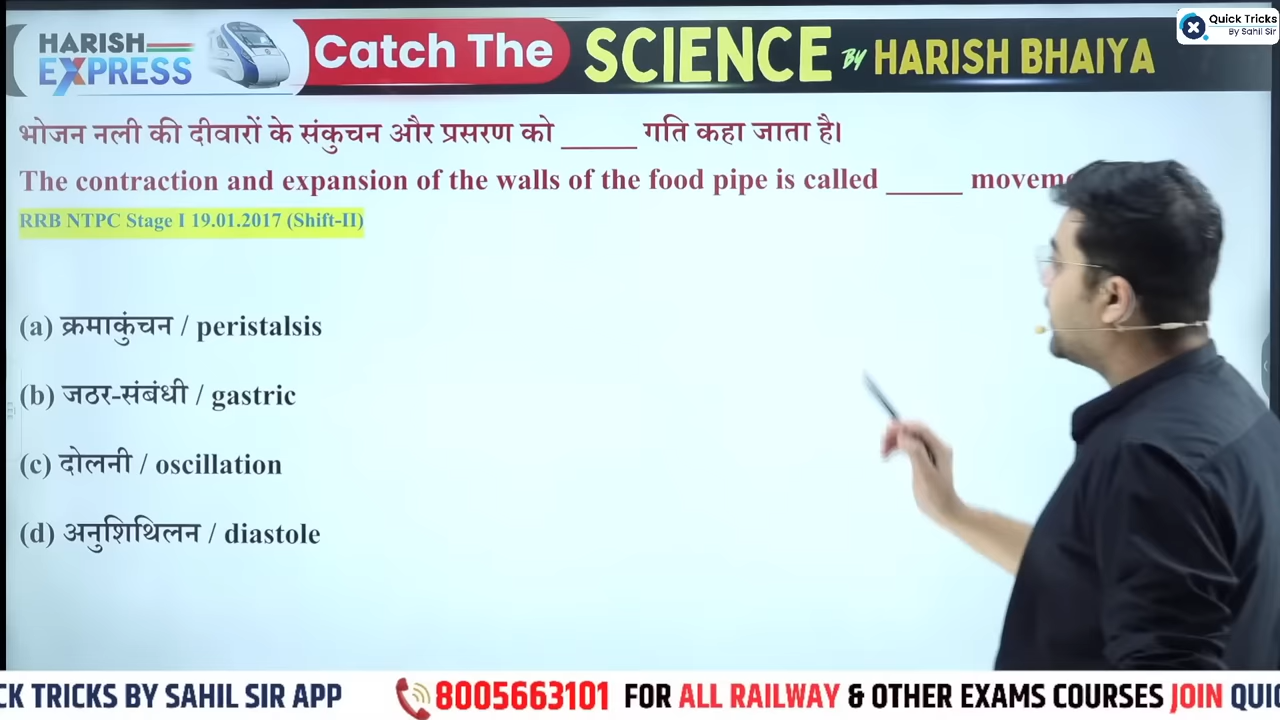 HARISH
EXPRESS
Catch The
SCIENCE
BY
HARISH BHAIYA
Quick Tricks
By Sahil Sir
भोजन नली की दीवारों के संकुचन और प्रसरण को _____ गति कहा जाता है।
The contraction and expansion of the walls of the food pipe is called _____
RRB NTPC Stage I 19.01.2017 (Shift-II)
(a) क्रमाकुंचन / peristalsis
(b) जठर-संबंधी / gastric
(c) दोलनी / oscillation
(d) अनुशिथिलन / diastole
TRICKS BY SAHIL SIR APP 8005663101 FOR ALL RAILWAY & OTHER EXAMS COURSES JOIN